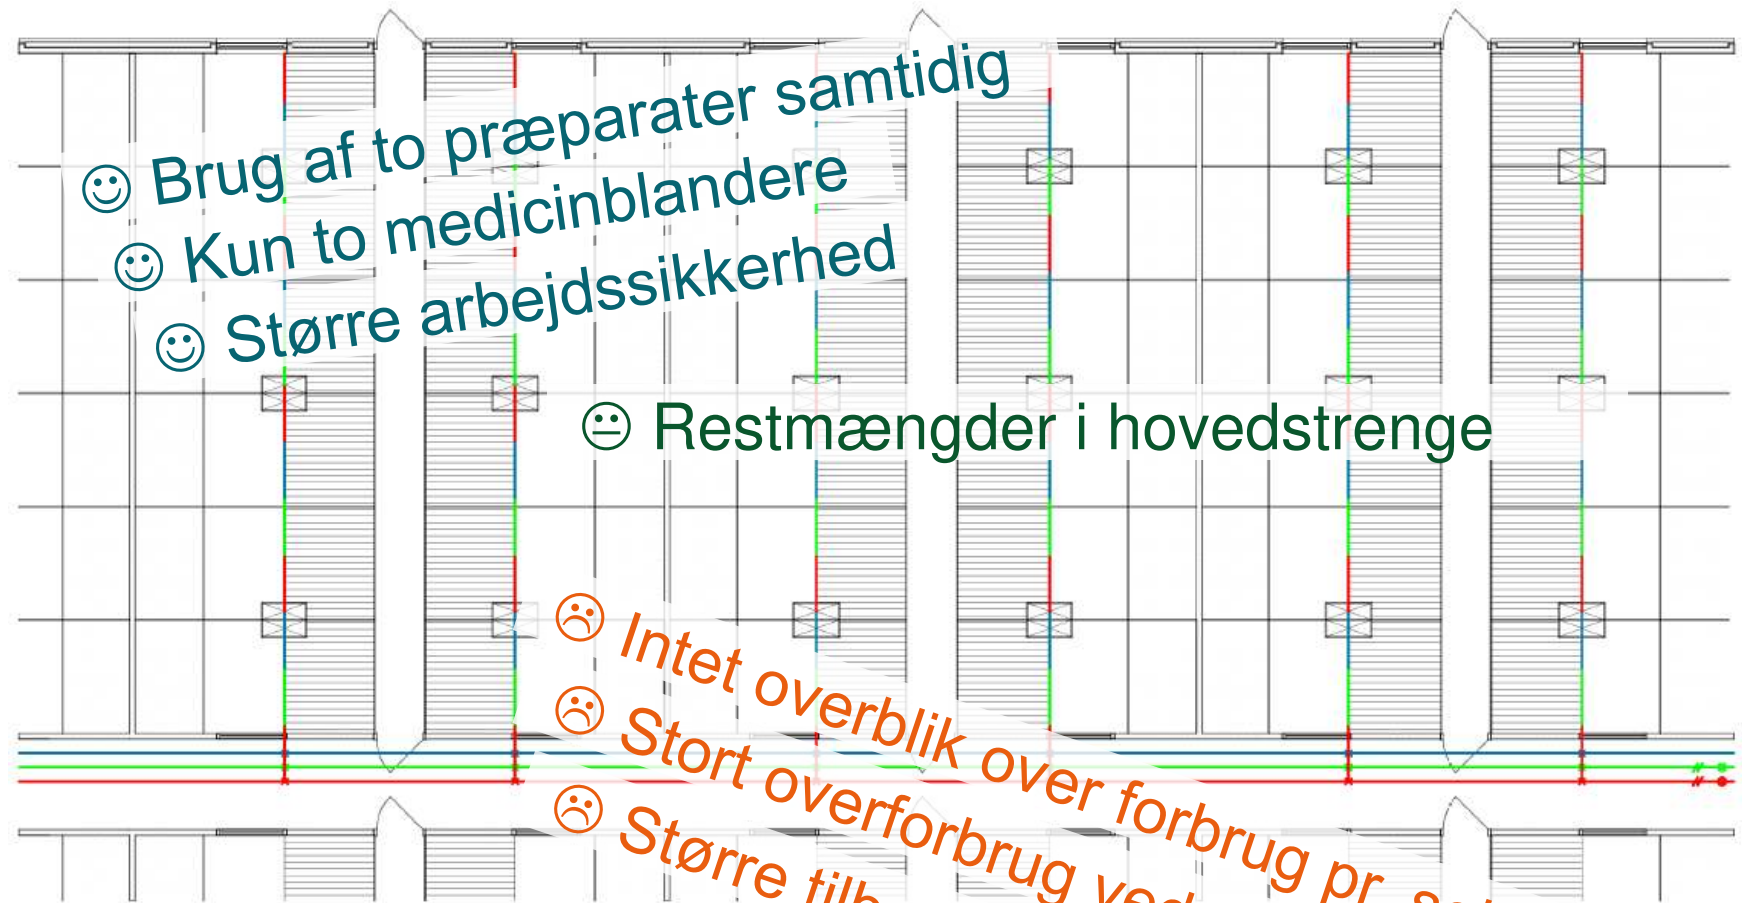 ☺ Brug af to præparater samtidig
☺ Kun to medicinblandere
☺ Større arbejdssikkerhed
😐 Restmængder i hovedstrenge
☹ Intet overblik over forbrug pr.
☹ Stort overforbrug ved
☹ Større